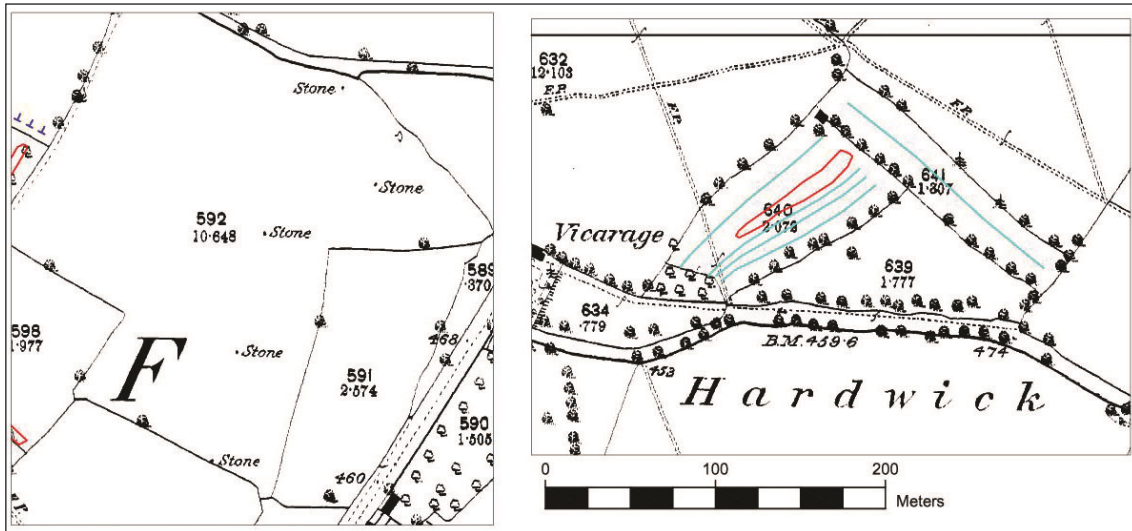 Stone
Stone
592
10·648
Stone
589
·370
598
1·977
F
Stone
468
591
2·574
590
1·505
Stone
460
F.P.
632
12·103
F.P.
F.P.
F.P.
641
1·307
640
2·073
Vicarage
639
1·777
634
·779
B.M. 459·6
474
453
Hardwick
0 100 200
Meters